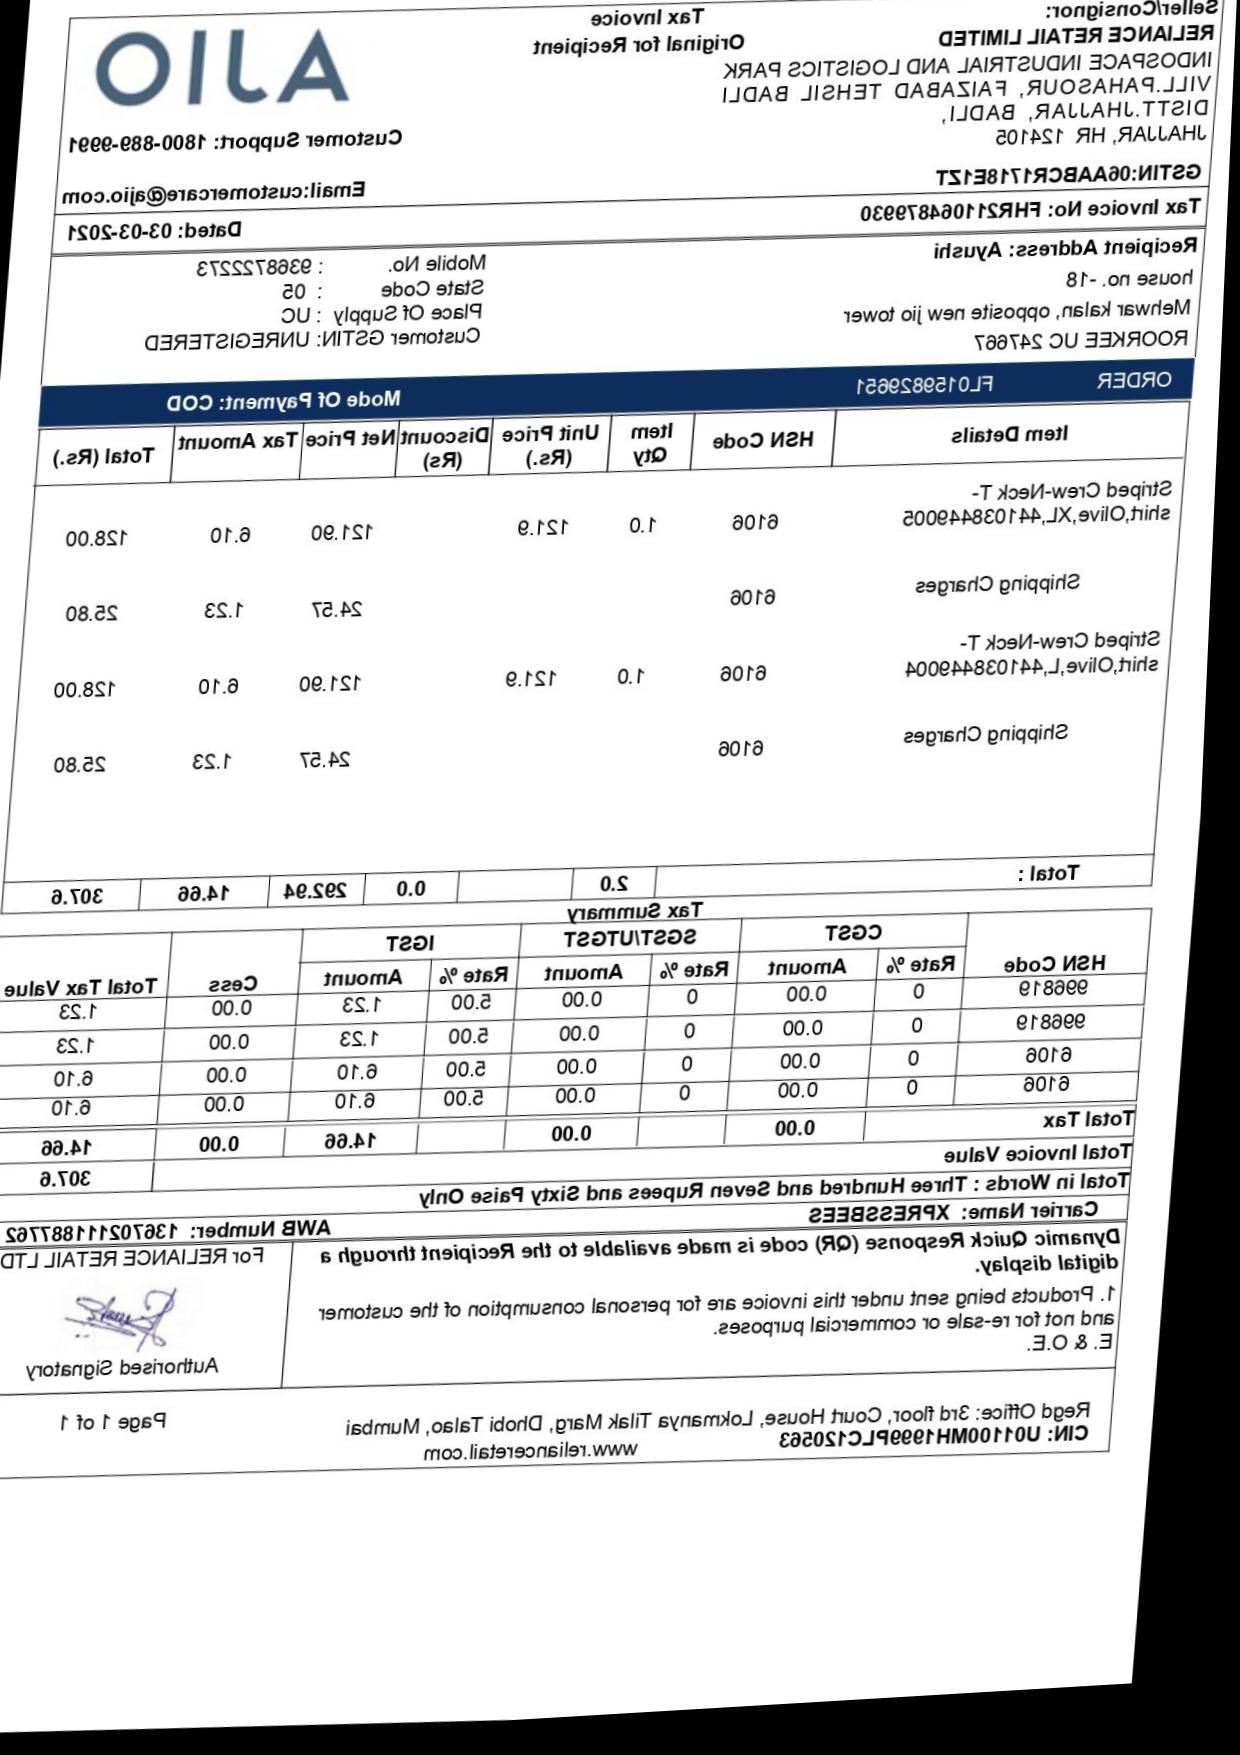 Seller/Consignor:
RELIANCE RETAIL LIMITED
INDOSPACE INDUSTRIAL AND LOGISTICS PARK
VILL.PAHASOUR, FAIZABAD TEHSIL BADLI
DISTT.JHAJJAR, BADLI,
JHAJJAR, HR 124105
GSTIN:06AABCR1718E1ZT
Tax Invoice
Original for Recipient
AJIO
Customer Support: 1800-889-9991
Email:customercare@ajio.com
Tax Invoice No: FHR211064879930 Dated: 03-03-2021
Recipient Address: Ayushi
house no. -18
Mehwar kalan, opposite new jio tower
ROORKEE UC 247667
Mobile No. : 9368722273
State Code : 05
Place Of Supply : UC
Customer GSTIN: UNREGISTERED
ORDER FL0159829651 Mode Of Payment: COD
Item Details HSN Code Item Qty Unit Price (Rs.) Discount (Rs) Net Price Tax Amount Total (Rs.)
Striped Crew-Neck T-
shirt,Olive,XL,441038449005 6106 1.0 121.9 121.90 6.10 128.00
Shipping Charges 6106 24.57 1.23 25.80
Striped Crew-Neck T-
shirt,Olive,L,441038449004 6106 1.0 121.9 121.90 6.10 128.00
Shipping Charges 6106 24.57 1.23 25.80
Total : 2.0 0.0 292.94 14.66 307.6
Tax Summary
HSN Code CGST SGST/UTGST IGST Cess Total Tax Value
Rate % Amount Rate % Amount Rate % Amount
996819 0 0.00 0 0.00 5.00 1.23 0.00 1.23
996819 0 0.00 0 0.00 5.00 1.23 0.00 1.23
6106 0 0.00 0 0.00 5.00 6.10 0.00 6.10
6106 0 0.00 0 0.00 5.00 6.10 0.00 6.10
Total Tax 0.00 0.00 14.66 0.00 14.66
Total Invoice Value 307.6
Total in Words : Three Hundred and Seven Rupees and Sixty Paise Only
Carrier Name: XPRESSBEES AWB Number: 13670211188776​2
Dynamic Quick Response (QR) code is made available to the Recipient through a
digital display.
1. Products being sent under this invoice are for personal consumption of the customer
and not for re-sale or commercial purposes.
E. & O.E.
For RELIANCE RETAIL LTD
Authorised Signatory
Regd Office: 3rd floor, Court House, Lokmanya Tilak Marg, Dhobi Talao, Mumbai
CIN: U01100MH1999PLC120563 www.relianceretail.com
Page 1 of 1